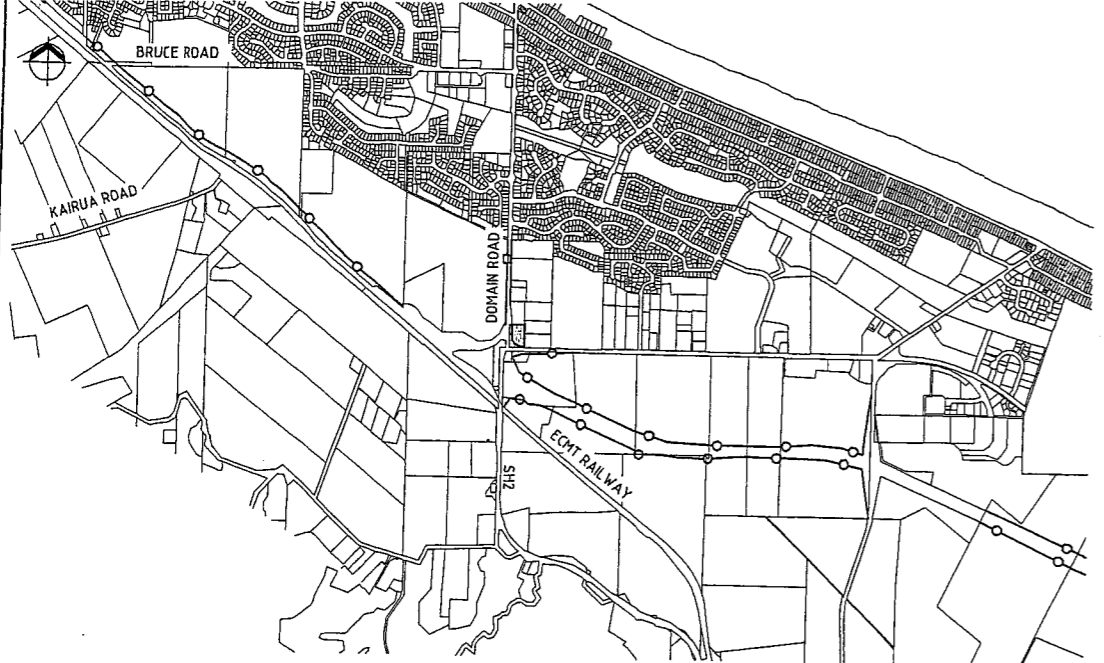 BRUCE ROAD
KAIRUA ROAD
DOMAIN ROAD
ECMT RAILWAY
SH2